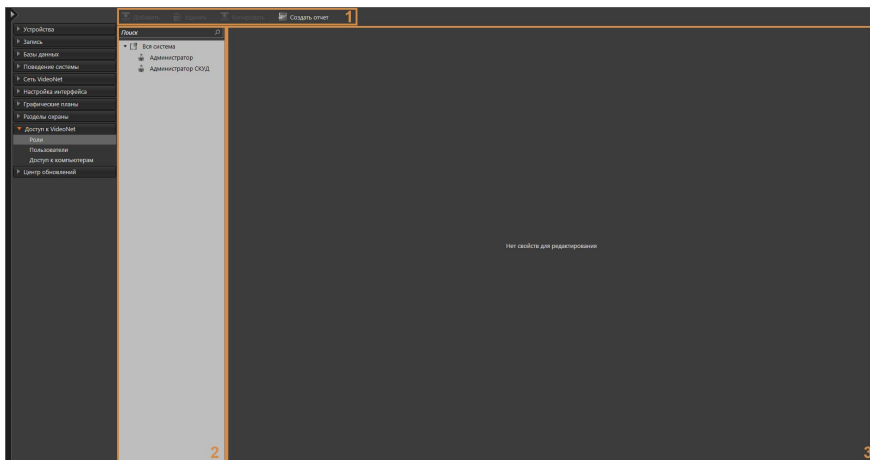 Добавить Удалить Копировать Создать отчет 1
Устройства
Запись
Базы данных
Поведение системы
Сеть VideoNet
Настройка интерфейса
Графические планы
Разделы охраны
Доступ к VideoNet
Роли
Пользователи
Доступ к компьютерам
Центр обновлений
Поиск
Вся система
Администратор
Администратор СКУД
2
Нет свойств для редактирования
3